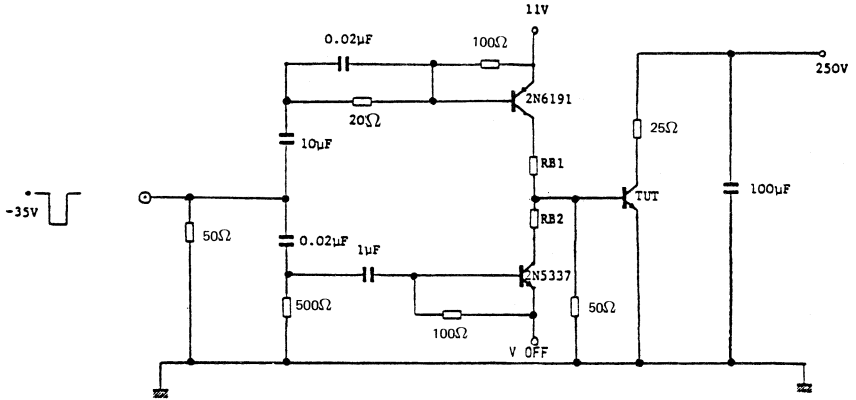 11V
0.02µF
100Ω
250V
2N6191
20Ω
25Ω
10µF
RB1
100µF
TUT
-35V
RB2
50Ω
0.02µF
1µF
2N5337
500Ω
50Ω
100Ω
V OFF